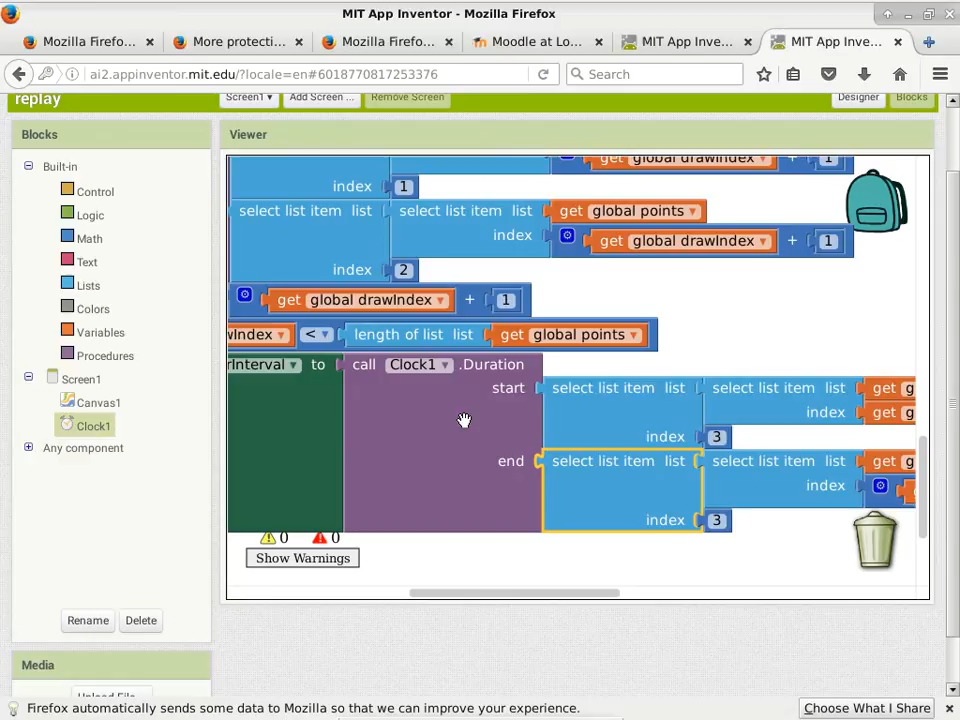 MIT App Inventor - Mozilla Firefox
Mozilla Firefo... × More protecti... × Mozilla Firefo... × Moodle at Lo... × MIT App Inve... × MIT App Inve... ×
ai2.appinventor.mit.edu/?locale=en#6018770817253376 Search
replay Screen1 Add Screen ... Remove Screen Designer Blocks
Blocks
Viewer
Built-in
Control
Logic
Math
Text
Lists
Colors
Variables
Procedures
Screen1
Canvas1
Clock1
Any component
Rename Delete
Media
get global drawIndex + 1
index 1
select list item list select list item list get global points
index get global drawIndex + 1
index 2
get global drawIndex + 1
wIndex < length of list list get global points
rInterval to call Clock1 .Duration
start select list item list select list item list get g
index get g
index 3
end select list item list select list item list get g
index
index 3
0 0
Show Warnings
Firefox automatically sends some data to Mozilla so that we can improve your experience. Choose What I Share ×